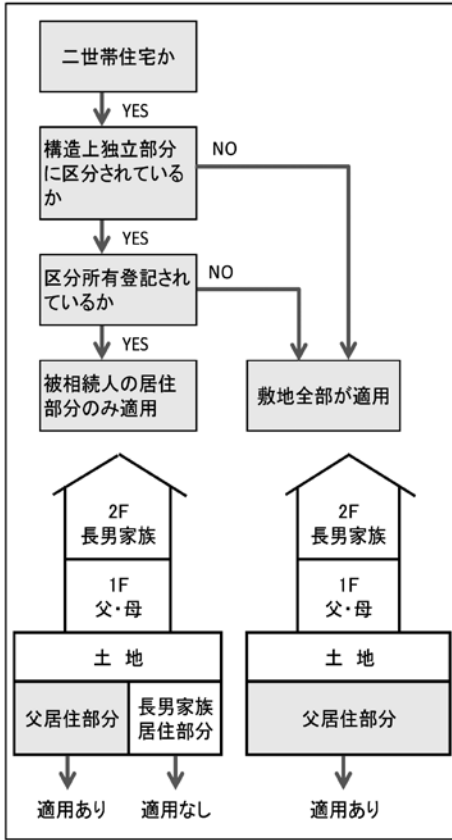 二世帯住宅か
YES
構造上独立部分
に区分されている
か
NO
YES
区分所有登記され
ているか
NO
YES
被相続人の居住
部分のみ適用
敷地全部が適用
2F
長男家族
1F
父・母
土 地
父居住部分
長男家族
居住部分
適用あり
適用なし
2F
長男家族
1F
父・母
土 地
父居住部分
適用あり